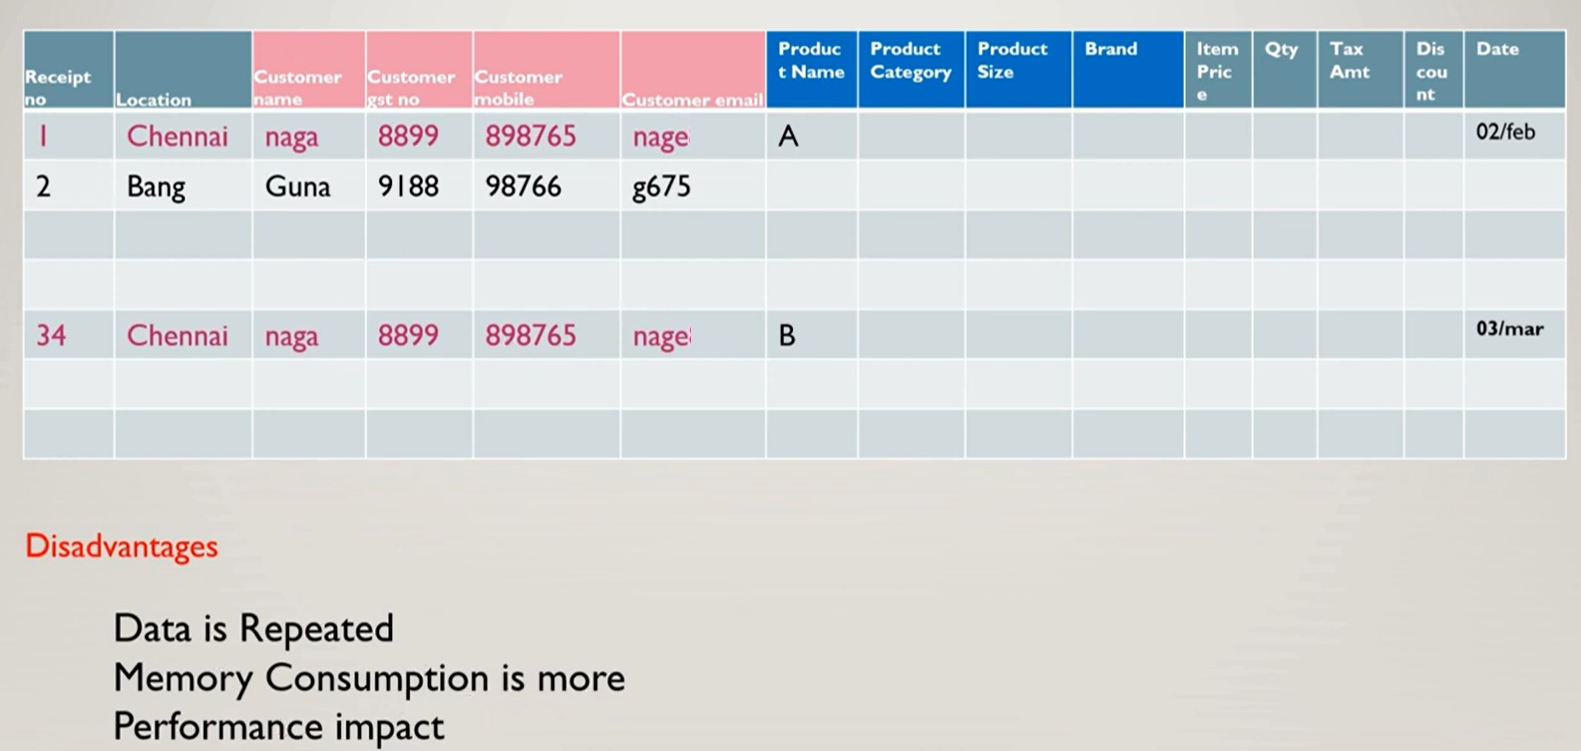 Receipt no | Location | Customer name | Customer gst no | Customer mobile | Customer email | Product Name | Product Category | Product Size | Brand | Item Price | Qty | Tax Amt | Discount | Date
1 | Chennai | naga | 8899 | 898765 | nage | A | 02/feb
2 | Bang | Guna | 9188 | 98766 | g675
34 | Chennai | naga | 8899 | 898765 | nage | B | 03/mar
Disadvantages
Data is Repeated
Memory Consumption is more
Performance impact